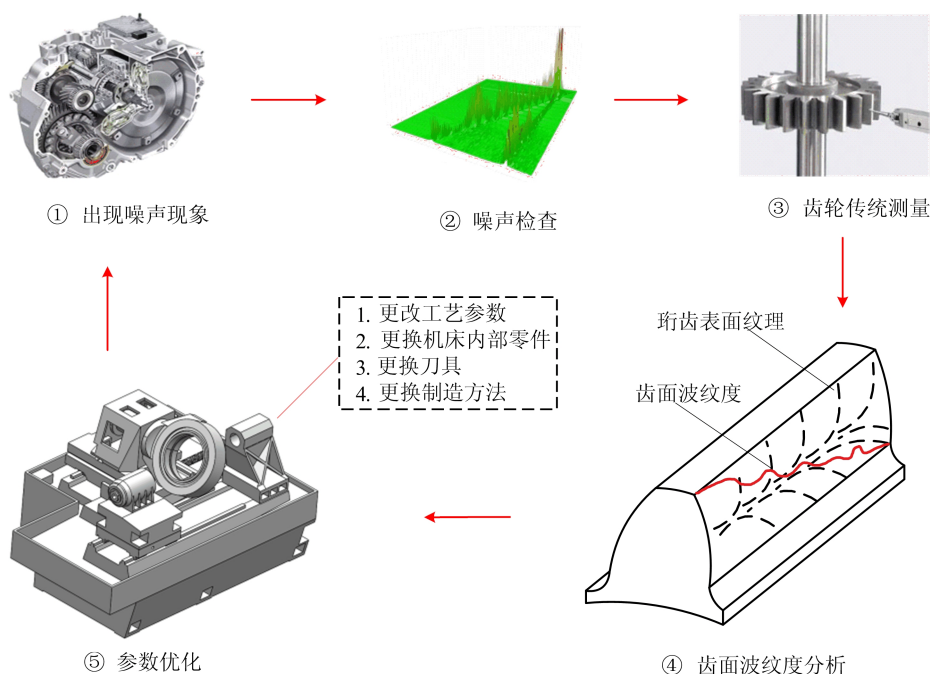 ① 出现噪声现象
② 噪声检查
③ 齿轮传统测量
1. 更改工艺参数
2. 更换机床内部零件
3. 更换刀具
4. 更换制造方法
珩齿表面纹理
齿面波纹度
⑤ 参数优化
④ 齿面波纹度分析